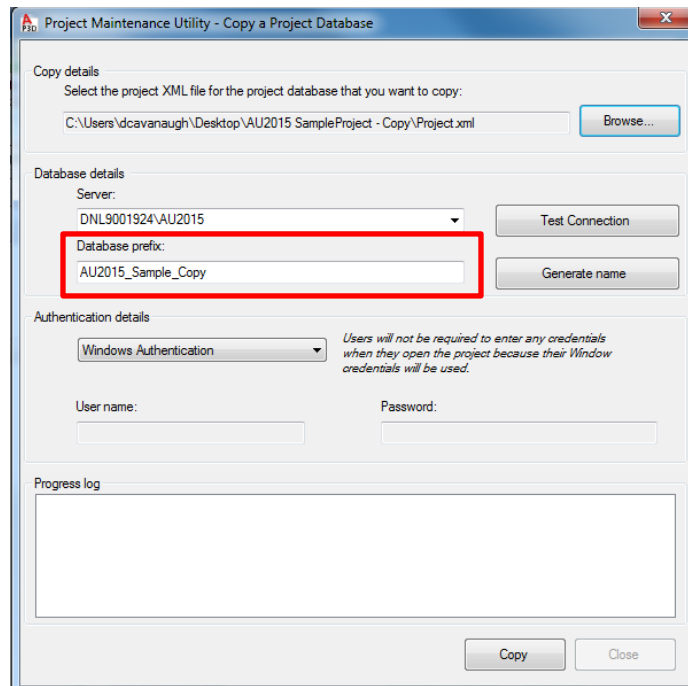 P3D
Project Maintenance Utility - Copy a Project Database
Copy details
Select the project XML file for the project database that you want to copy:
C:\Users\dcavanaugh\Desktop\AU2015 SampleProject - Copy\Project.xml
Browse...
Database details
Server:
DNL9001924\AU2015
Test Connection
Database prefix:
AU2015_Sample_Copy
Generate name
Authentication details
Windows Authentication
Users will not be required to enter any credentials
when they open the project because their Window
credentials will be used.
User name:
Password:
Progress log
Copy
Close